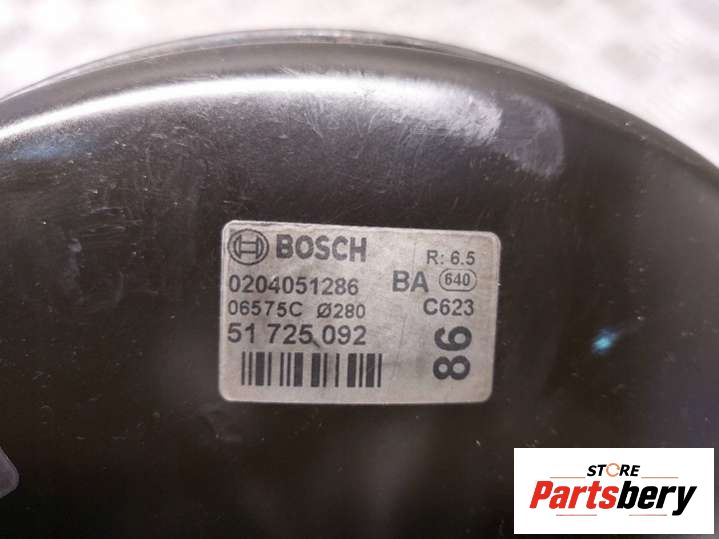 BOSCH
R: 6.5
0204051286
BA 640
06575C Ø280
C623
51 725 092
86
STORE
Partsbery